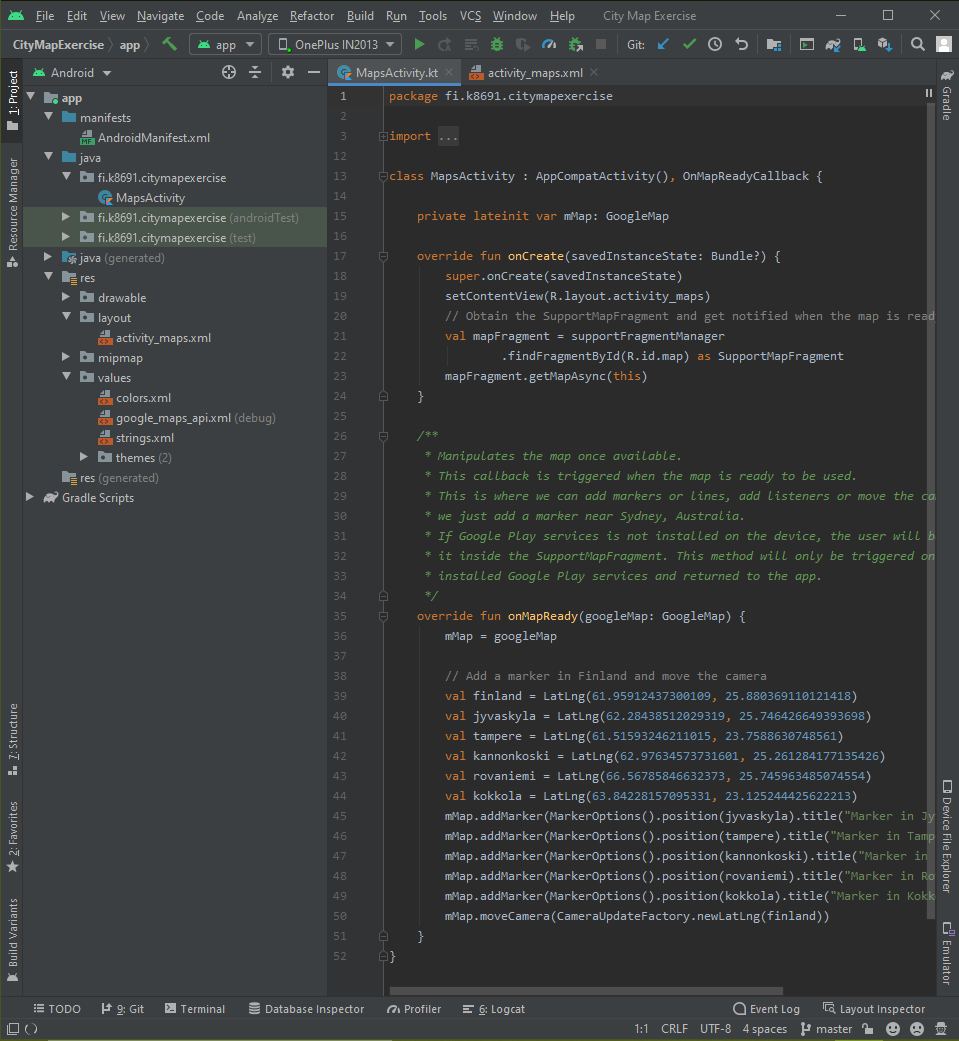 File Edit View Navigate Code Analyze Refactor Build Run Tools VCS Window Help City Map Exercise
CityMapExercise app app OnePlus IN2013 Git:
Android
MapsActivity.kt activity_maps.xml
1: Project
Resource Manager
7: Structure
2: Favorites
Build Variants
app
manifests
AndroidManifest.xml
java
fi.k8691.citymapexercise
MapsActivity
fi.k8691.citymapexercise (androidTest)
fi.k8691.citymapexercise (test)
java (generated)
res
drawable
layout
activity_maps.xml
mipmap
values
colors.xml
google_maps_api.xml (debug)
strings.xml
themes (2)
res (generated)
Gradle Scripts
1 package fi.k8691.citymapexercise
2
3 import ...
12
13 class MapsActivity : AppCompatActivity(), OnMapReadyCallback {
14
15 private lateinit var mMap: GoogleMap
16
17 override fun onCreate(savedInstanceState: Bundle?) {
18 super.onCreate(savedInstanceState)
19 setContentView(R.layout.activity_maps)
20 // Obtain the SupportMapFragment and get notified when the map is read
21 val mapFragment = supportFragmentManager
22 .findFragmentById(R.id.map) as SupportMapFragment
23 mapFragment.getMapAsync(this)
24 }
25
26 /**
27 * Manipulates the map once available.
28 * This callback is triggered when the map is ready to be used.
29 * This is where we can add markers or lines, add listeners or move the ca
30 * we just add a marker near Sydney, Australia.
31 * If Google Play services is not installed on the device, the user will b
32 * it inside the SupportMapFragment. This method will only be triggered on
33 * installed Google Play services and returned to the app.
34 */
35 override fun onMapReady(googleMap: GoogleMap) {
36 mMap = googleMap
37
38 // Add a marker in Finland and move the camera
39 val finland = LatLng(61.95912437300109, 25.880369110121418)
40 val jyvaskyla = LatLng(62.28438512029319, 25.746426649393698)
41 val tampere = LatLng(61.51593246211015, 23.7588630748561)
42 val kannonkoski = LatLng(62.97634573731601, 25.261284177135426)
43 val rovaniemi = LatLng(66.56785846632373, 25.745963485074554)
44 val kokkola = LatLng(63.84228157095331, 23.125244425622213)
45 mMap.addMarker(MarkerOptions().position(jyvaskyla).title("Marker in Jy
46 mMap.addMarker(MarkerOptions().position(tampere).title("Marker in Tamp
47 mMap.addMarker(MarkerOptions().position(kannonkoski).title("Marker in
48 mMap.addMarker(MarkerOptions().position(rovaniemi).title("Marker in Ro
49 mMap.addMarker(MarkerOptions().position(kokkola).title("Marker in Kokk
50 mMap.moveCamera(CameraUpdateFactory.newLatLng(finland))
51 }
52 }
Gradle
Device File Explorer
Emulator
TODO 9: Git Terminal Database Inspector Profiler 6: Logcat Event Log Layout Inspector
1:1 CRLF UTF-8 4 spaces master